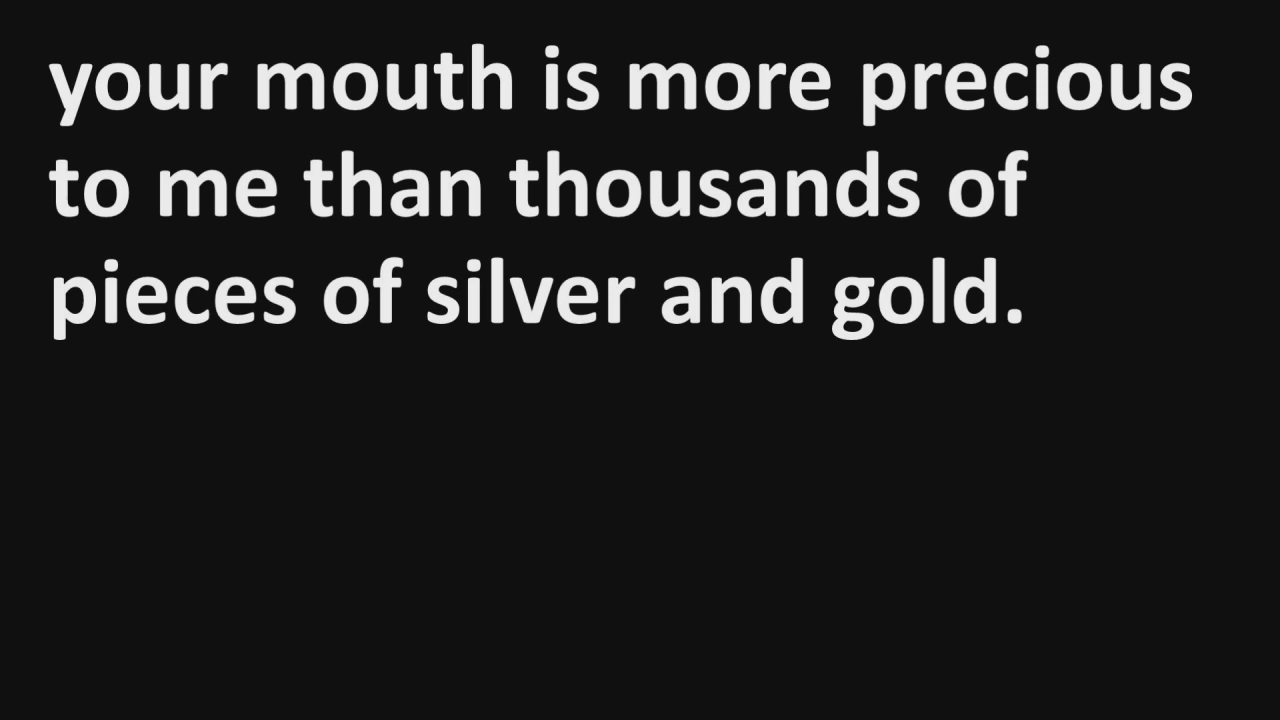 your mouth is more precious
to me than thousands of
pieces of silver and gold.